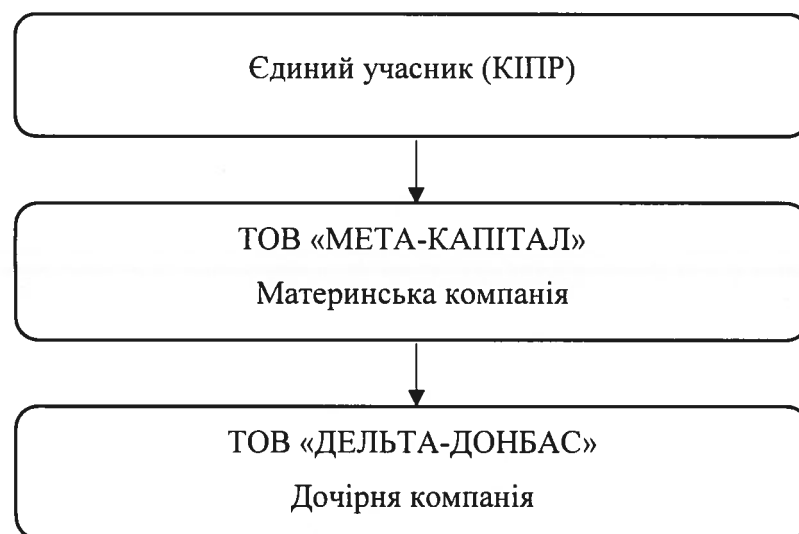 Єдиний учасник (КІПР)
ТОВ «МЕТА-КАПІТАЛ»
Материнська компанія
ТОВ «ДЕЛЬТА-ДОНБАС»
Дочірня компанія